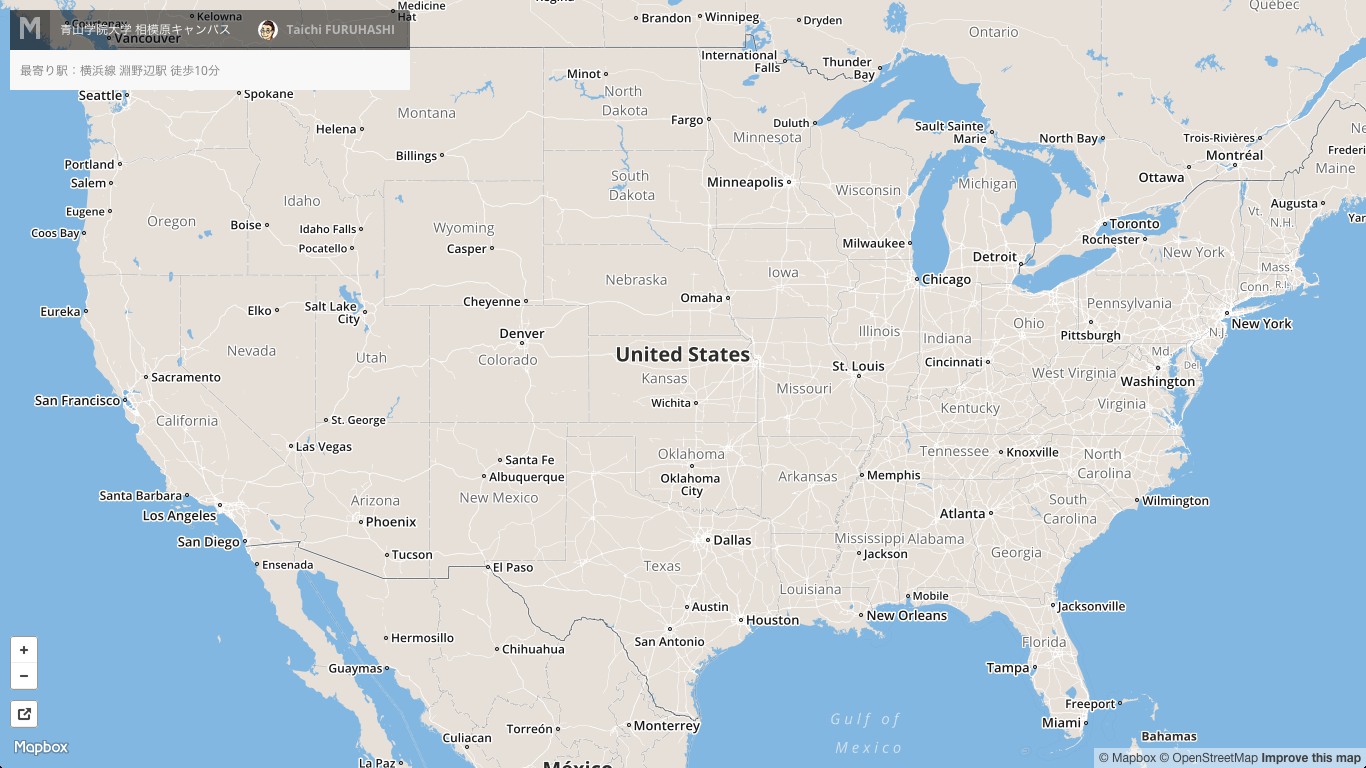 M 青山学院大学 相模原キャンパス Taichi FURUHASHI
最寄り駅：横浜線 淵野辺駅 徒歩10分
Kelowna
Vancouver
Medicine
Hat
Regina
Brandon
Winnipeg
Dryden
Ontario
Québec
International
Falls
Thunder
Bay
Seattle
Spokane
Minot
North
Dakota
Montana
Helena
Fargo
Duluth
Minnesota
Sault Sainte
Marie
North Bay
Trois-Rivières
Montréal
Ottawa
Maine
Portland
Salem
Billings
South
Dakota
Minneapolis
Wisconsin
Michigan
Eugene
Coos Bay
Oregon
Boise
Idaho
Idaho Falls
Pocatello
Wyoming
Casper
Milwaukee
Toronto
Rochester
New York
Vt.
N.H.
Augusta
Detroit
Mass.
Conn.
R.I.
Nebraska
Iowa
Chicago
Omaha
Cheyenne
Eureka
Elko
Salt Lake
City
Pennsylvania
Pittsburgh
New York
N.J.
Ohio
Indiana
Illinois
Denver
Colorado
Nevada
Utah
United States
Kansas
Missouri
St. Louis
Cincinnati
West Virginia
Md.
Del.
Washington
Virginia
Sacramento
San Francisco
California
St. George
Wichita
Kentucky
Las Vegas
Santa Fe
Albuquerque
New Mexico
Oklahoma
Oklahoma
City
Arkansas
Tennessee
Knoxville
Memphis
North
Carolina
Santa Barbara
Los Angeles
Arizona
Phoenix
South
Carolina
Wilmington
Atlanta
San Diego
Tucson
Dallas
Mississippi
Alabama
Jackson
Georgia
Ensenada
El Paso
Texas
Louisiana
Mobile
Jacksonville
Austin
Houston
New Orleans
Hermosillo
Chihuahua
San Antonio
Florida
Guaymas
Tampa
Freeport
Miami
Gulf of
Mexico
Torreón
Monterrey
Culiacan
La Paz
México
Bahamas
+
−
Mapbox
© Mapbox © OpenStreetMap Improve this map